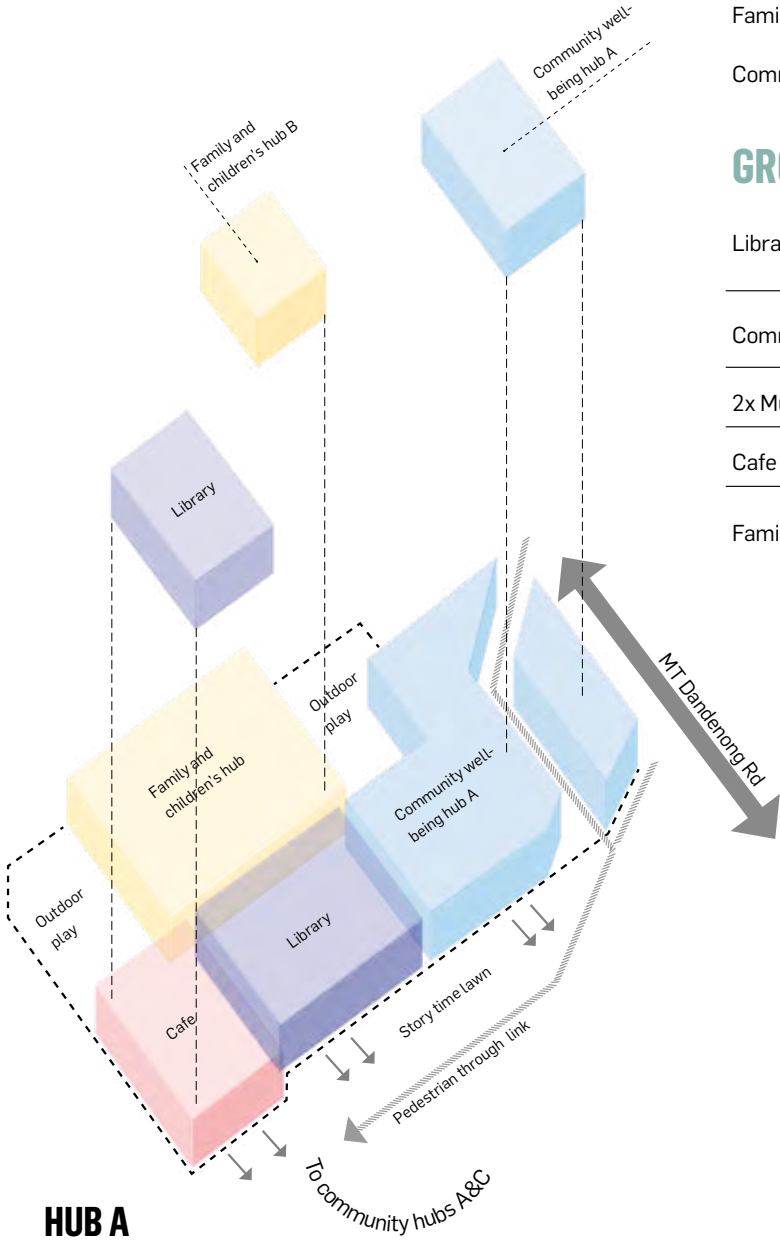 Community well-
being hub A
Family and
children's hub B
Library
Outdoor
play
MT Dandenong Rd
Family and
children's hub
Community well-
being hub A
Outdoor
play
Library
Cafe
Story time lawn
Pedestrian through link
To community hubs A&C
HUB A
Fami
Comm
GRO
Libra
Comm
2x Mu
Cafe
Fami